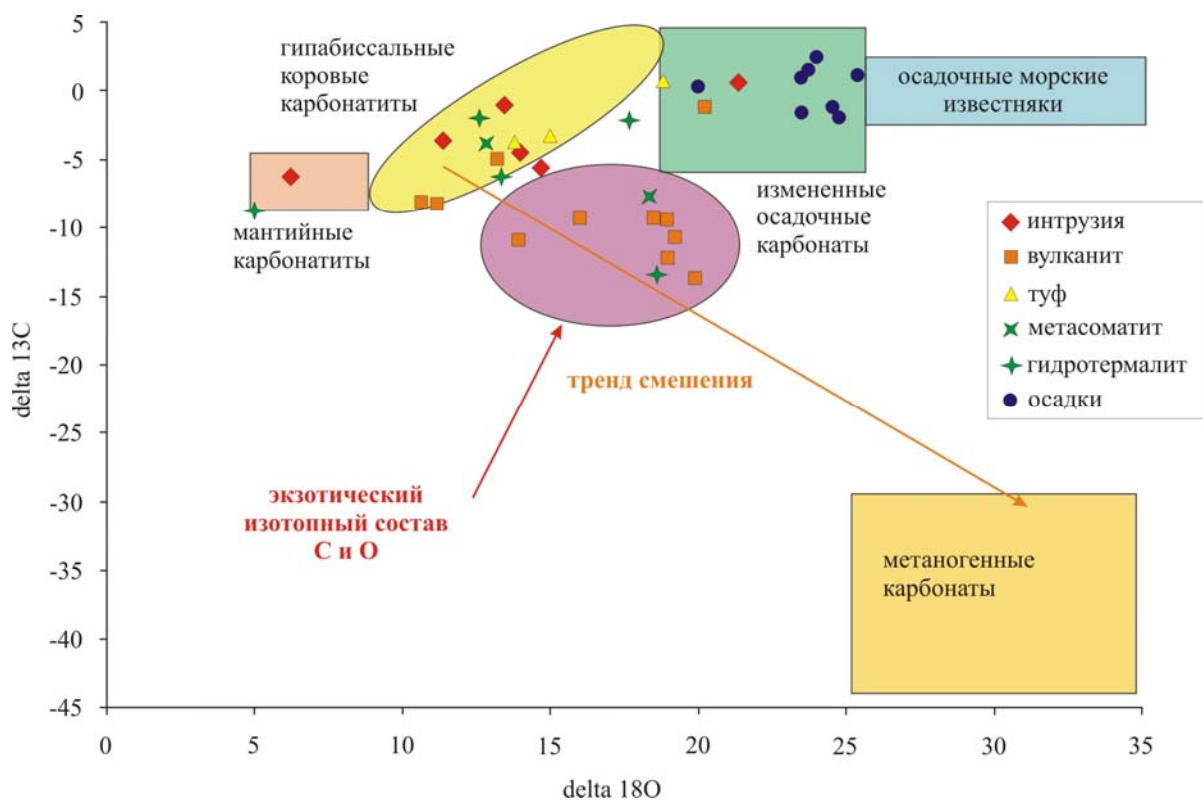 5
0
-5
-10
-15
-20
-25
-30
-35
-40
-45
delta 13C
0
5
10
15
20
25
30
35
delta 18O
гипабиссальные
коровые
карбонатиты
осадочные морские
известняки
мантийные
карбонатиты
измененные
осадочные
карбонаты
интрузия
вулканит
туф
метасоматит
гидротермалит
осадки
тренд смешения
экзотический
изотопный состав
С и О
метаногенные
карбонаты